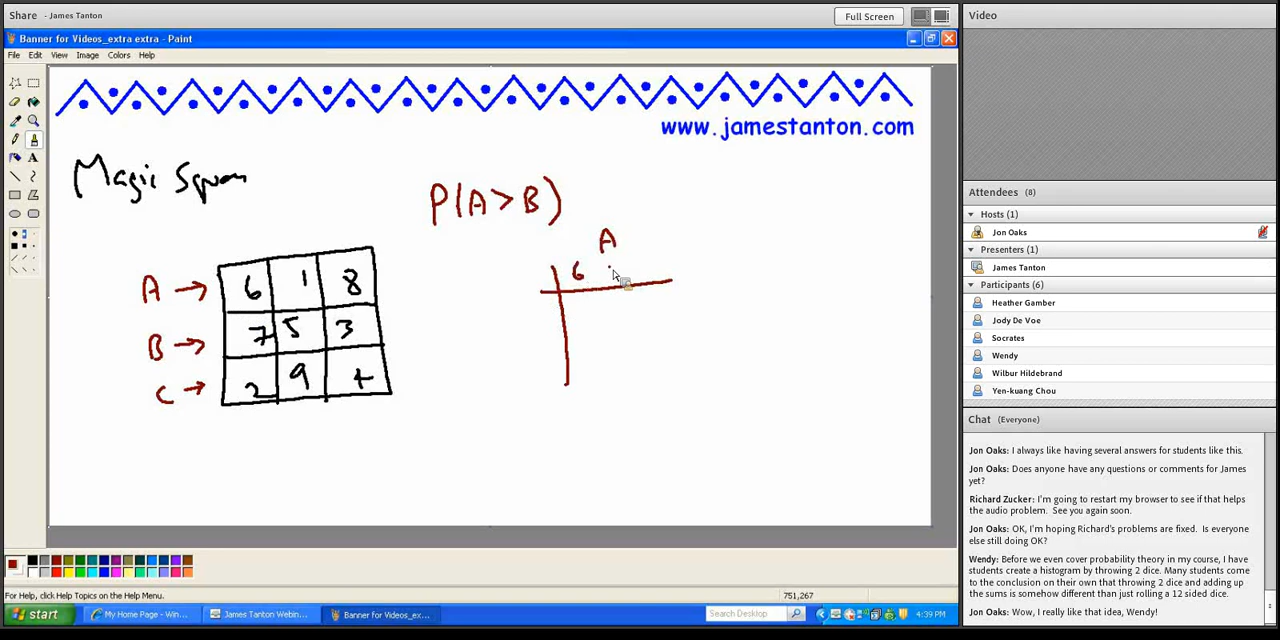 Share - James Tanton
Full Screen
Video
Banner for Videos_extra extra - Paint
File Edit View Image Colors Help
www.jamestanton.com
Magic Squar
P(A>B)
A
6
A → 6 1 8
B → 7 5 3
C → 2 9 4
Attendees (8)
Hosts (1)
Jon Oaks
Presenters (1)
James Tanton
Participants (6)
Heather Gamber
Jody De Voe
Socrates
Wendy
Wilbur Hildebrand
Yen-kuang Chou
Chat (Everyone)
Jon Oaks: I always like having several answers for students like this.
Jon Oaks: Does anyone have any questions or comments for James
yet?
Richard Zucker: I'm going to restart my browser to see if that helps
the audio problem. See you again soon.
Jon Oaks: OK, I'm hoping Richard's problems are fixed. Is everyone
else still doing OK?
Wendy: Before we even cover probability theory in my course, I have
students create a histogram by throwing 2 dice. Many students come
to the conclusion on their own that throwing 2 dice and adding up
the sums is somehow different than just rolling a 12 sided dice.
Jon Oaks: Wow, I really like that idea, Wendy!
For Help, click Help Topics on the Help Menu.
751,267
start
My Home Page - Win...
James Tanton Webin...
Banner for Videos_ex...
Search Desktop
4:39 PM